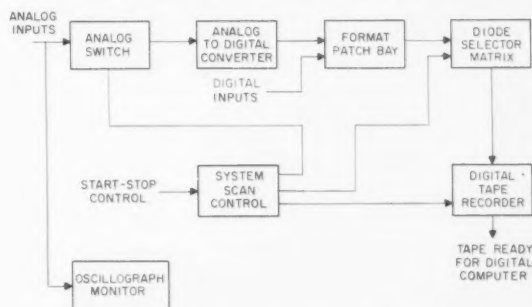 ANALOG
INPUTS
ANALOG
SWITCH
ANALOG
TO DIGITAL
CONVERTER
FORMAT
PATCH BAY
DIODE
SELECTOR
MATRIX
DIGITAL
INPUTS
START-STOP
CONTROL
SYSTEM
SCAN
CONTROL
DIGITAL
TAPE
RECORDER
TAPE READY
FOR DIGITAL
COMPUTER
OSCILLOGRAPH
MONITOR